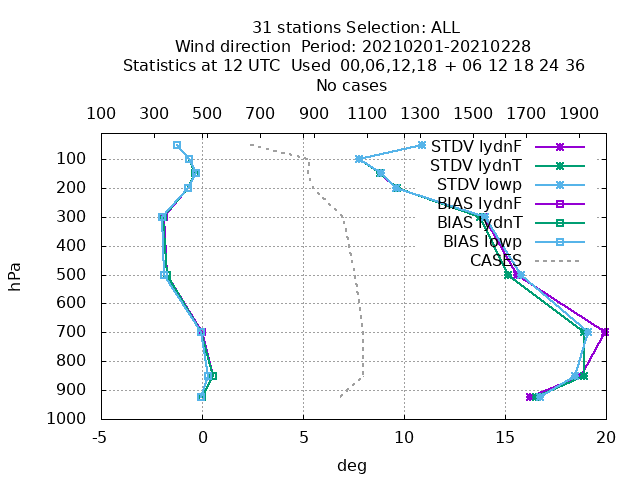 31 stations Selection: ALL
Wind direction  Period: 20210201-20210228
Statistics at 12 UTC  Used  00,06,12,18  + 06 12 18 24 36
No cases
100 300 500 700 900 1100 1300 1500 1700 1900
STDV lydnF
STDV lydnT
STDV lowp
BIAS lydnF
BIAS lydnT
BIAS lowp
CASES
100
200
300
400
500
600
700
800
900
1000
hPa
-5 0 5 10 15 20
deg